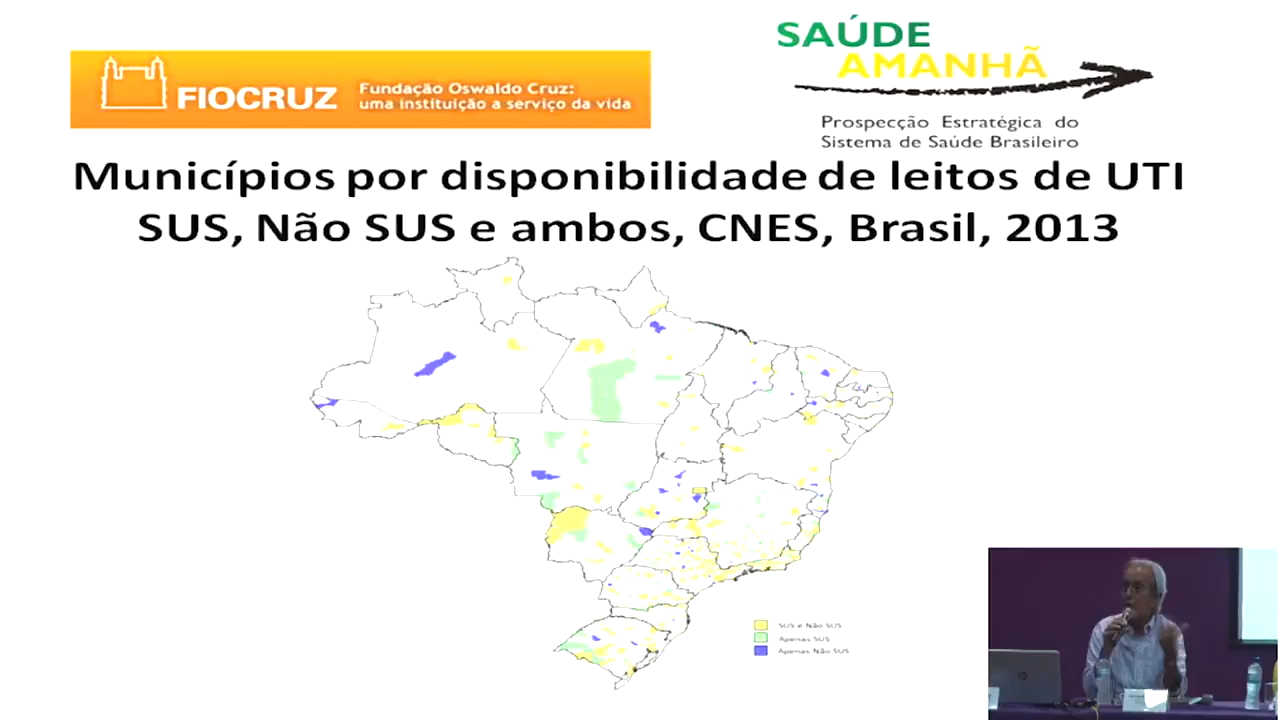 FIOCRUZ
Fundação Oswaldo Cruz:
uma instituição a serviço da vida
SAÚDE
AMANHÃ
Prospecção Estratégica do
Sistema de Saúde Brasileiro
Municípios por disponibilidade de leitos de UTI
SUS, Não SUS e ambos, CNES, Brasil, 2013
SUS e Não SUS
Apenas SUS
Apenas Não SUS